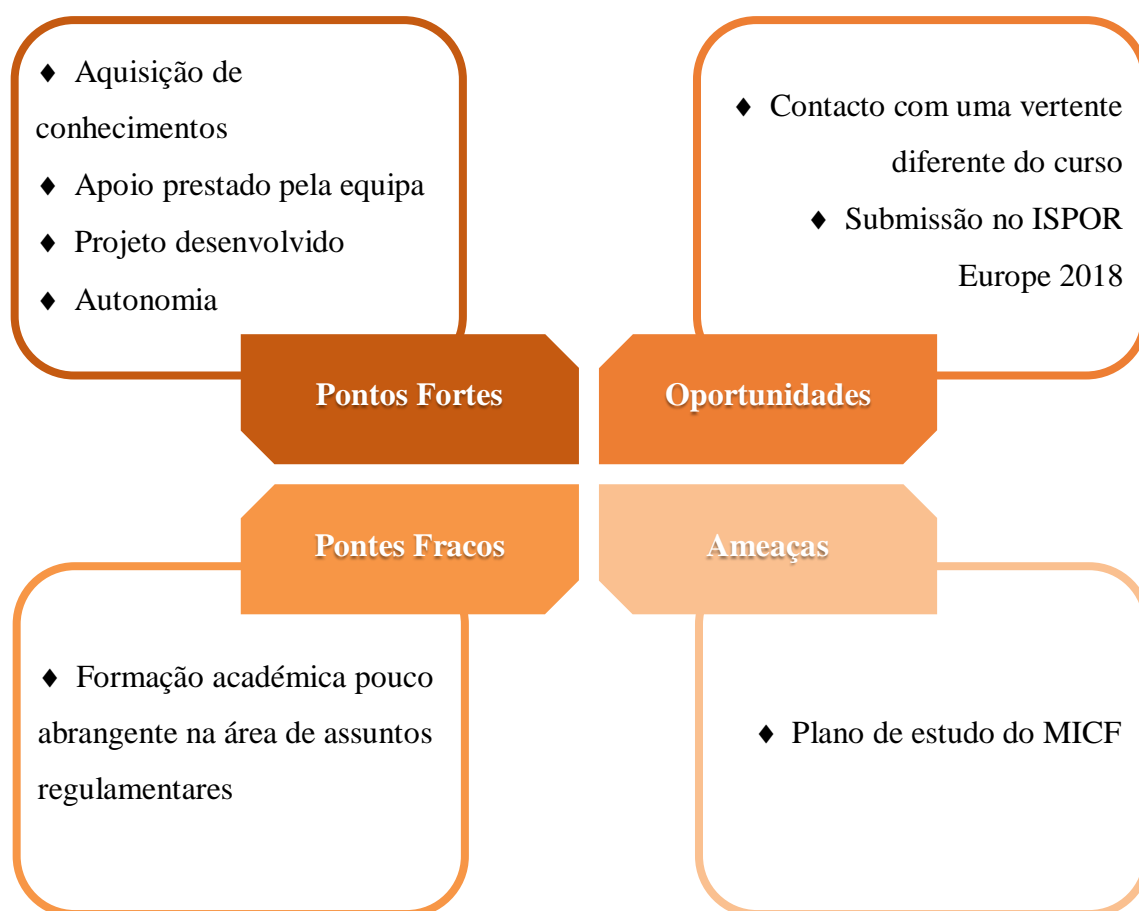 ♦ Aquisição de
conhecimentos
♦ Apoio prestado pela equipa
♦ Projeto desenvolvido
♦ Autonomia
Pontos Fortes
♦ Contacto com uma vertente
diferente do curso
♦ Submissão no ISPOR
Europe 2018
Oportunidades
Pontes Fracos
♦ Formação académica pouco
abrangente na área de assuntos
regulamentares
Ameaças
♦ Plano de estudo do MICF